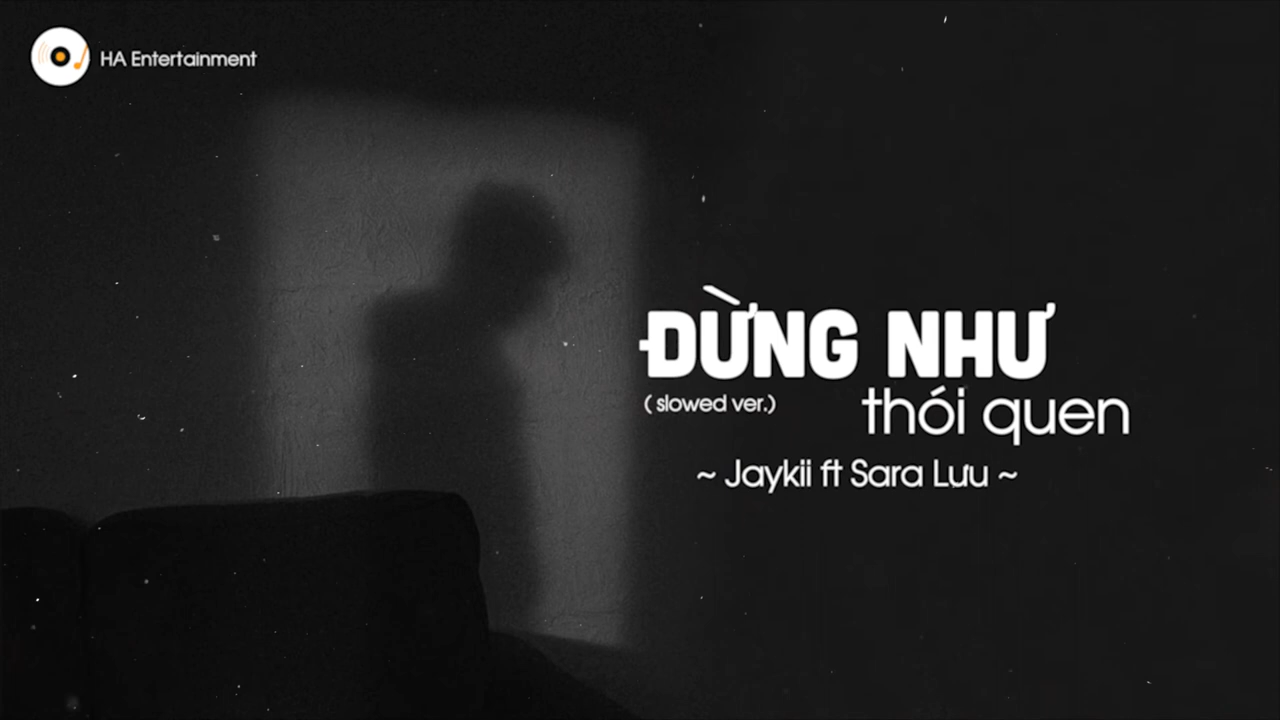 HA Entertainment
ĐỪNG NHƯ
( slowed ver.) thói quen
~ Jaykii ft Sara Lưu ~